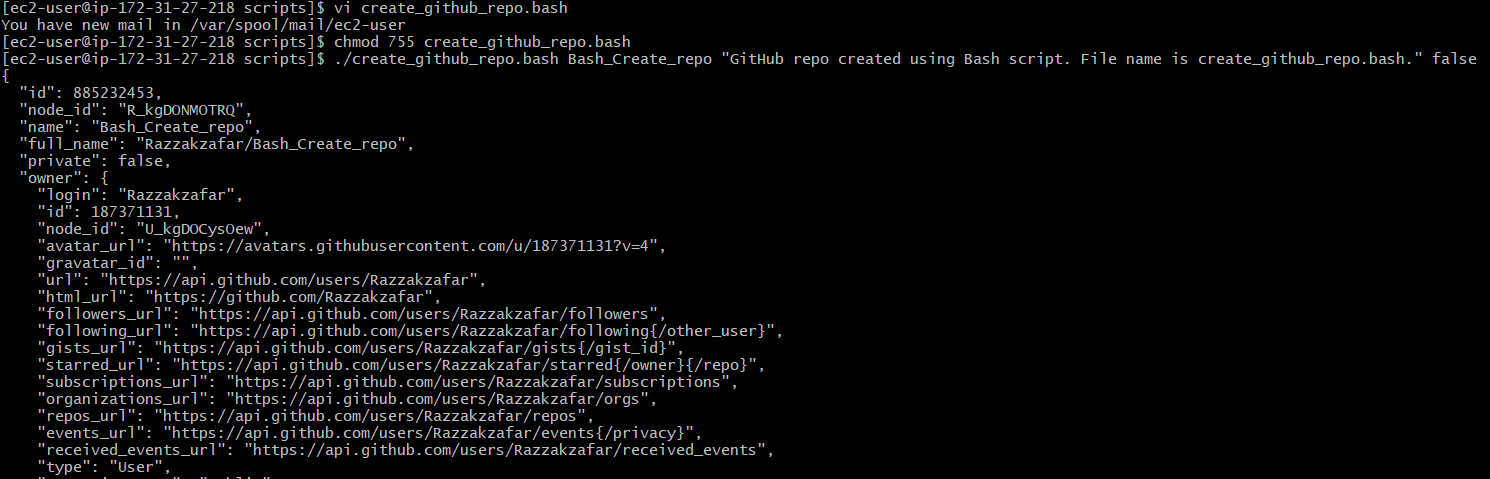 [ec2-user@ip-172-31-27-218 scripts]$ vi create_github_repo.bash
You have new mail in /var/spool/mail/ec2-user
[ec2-user@ip-172-31-27-218 scripts]$ chmod 755 create_github_repo.bash
[ec2-user@ip-172-31-27-218 scripts]$ ./create_github_repo.bash Bash_Create_repo "GitHub repo created using Bash script. File name is create_github_repo.bash." false
{
  "id": 885232453,
  "node_id": "R_kgDONMOTRQ",
  "name": "Bash_Create_repo",
  "full_name": "Razzakzafar/Bash_Create_repo",
  "private": false,
  "owner": {
    "login": "Razzakzafar",
    "id": 187371131,
    "node_id": "U_kgDOCysOew",
    "avatar_url": "https://avatars.githubusercontent.com/u/187371131?v=4",
    "gravatar_id": "",
    "url": "https://api.github.com/users/Razzakzafar",
    "html_url": "https://github.com/Razzakzafar",
    "followers_url": "https://api.github.com/users/Razzakzafar/followers",
    "following_url": "https://api.github.com/users/Razzakzafar/following{/other_user}",
    "gists_url": "https://api.github.com/users/Razzakzafar/gists{/gist_id}",
    "starred_url": "https://api.github.com/users/Razzakzafar/starred{/owner}{/repo}",
    "subscriptions_url": "https://api.github.com/users/Razzakzafar/subscriptions",
    "organizations_url": "https://api.github.com/users/Razzakzafar/orgs",
    "repos_url": "https://api.github.com/users/Razzakzafar/repos",
    "events_url": "https://api.github.com/users/Razzakzafar/events{/privacy}",
    "received_events_url": "https://api.github.com/users/Razzakzafar/received_events",
    "type": "User",